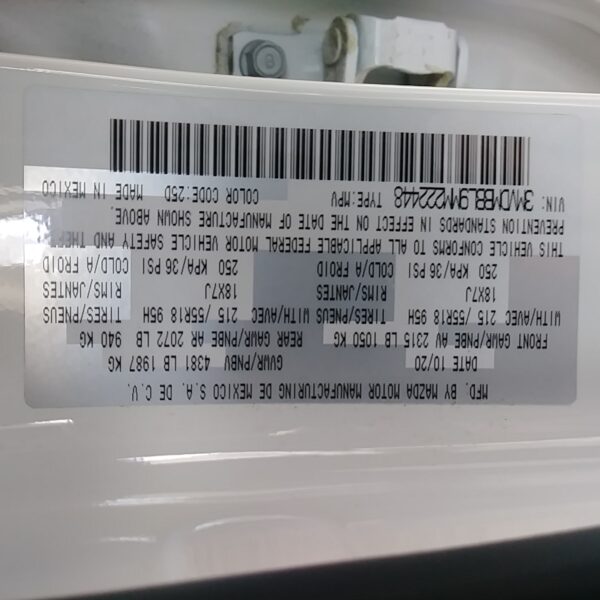 MFD. BY MAZDA MOTOR MANUFACTURING DE MEXICO S.A. DE C.V.
DATE 10/20 GVWR/PNBV 4381 LB 1987 KG
FRONT GAWR/PNBE AV 2315 LB 1050 KG REAR GAWR/PNBE AR 2072 LB 940 KG
WITH/AVEC 215 /55R18 95H TIRES/PNEUS WITH/AVEC 215 /55R18 95H TIRES/PNEUS
18X7J RIMS/JANTES 18X7J RIMS/JANTES
250 KPA/36 PSI COLD/A FROID 250 KPA/36 PSI COLD/A FROID
THIS VEHICLE CONFORMS TO ALL APPLICABLE FEDERAL MOTOR VEHICLE SAFETY AND THEFT
PREVENTION STANDARDS IN EFFECT ON THE DATE OF MANUFACTURE SHOWN ABOVE.
VIN: 3MVDMBBL9MM222448 TYPE:MPV COLOR CODE:25D MADE IN MEXICO